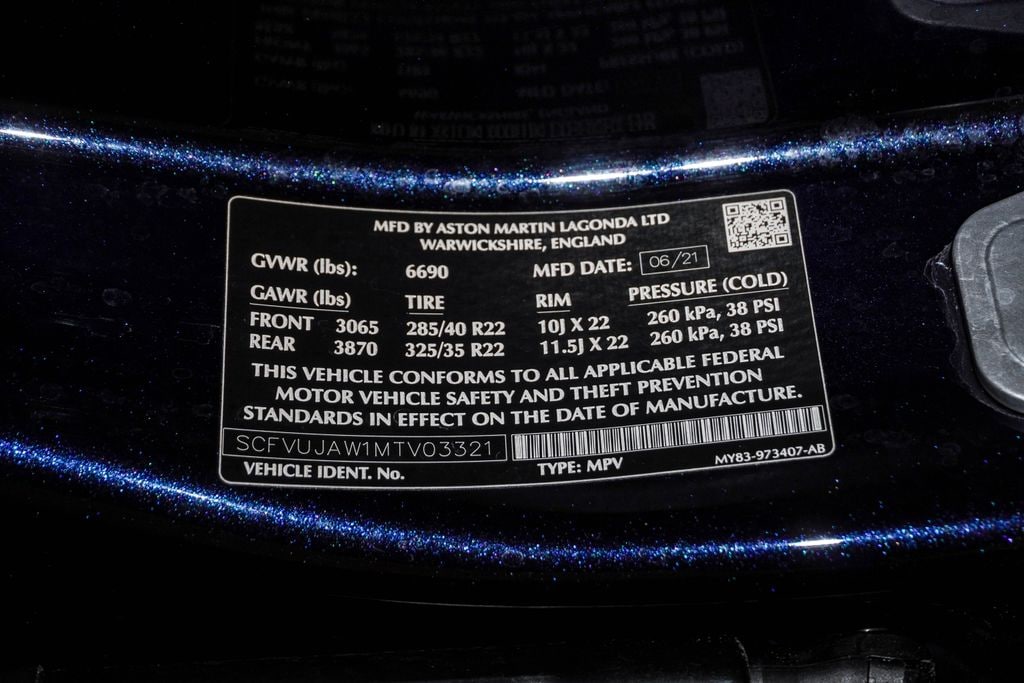 MFD BY ASTON MARTIN LAGONDA LTD
WARWICKSHIRE, ENGLAND
GVWR (lbs): 6690 MFD DATE: 06/21
GAWR (lbs) TIRE RIM PRESSURE (COLD)
FRONT 3065 285/40 R22 10J X 22 260 kPa, 38 PSI
REAR 3870 325/35 R22 11.5J X 22 260 kPa, 38 PSI
THIS VEHICLE CONFORMS TO ALL APPLICABLE FEDERAL
MOTOR VEHICLE SAFETY AND THEFT PREVENTION
STANDARDS IN EFFECT ON THE DATE OF MANUFACTURE.
SCFVUJAW1MTV03321
VEHICLE IDENT. No. TYPE: MPV MY83-973407-AB